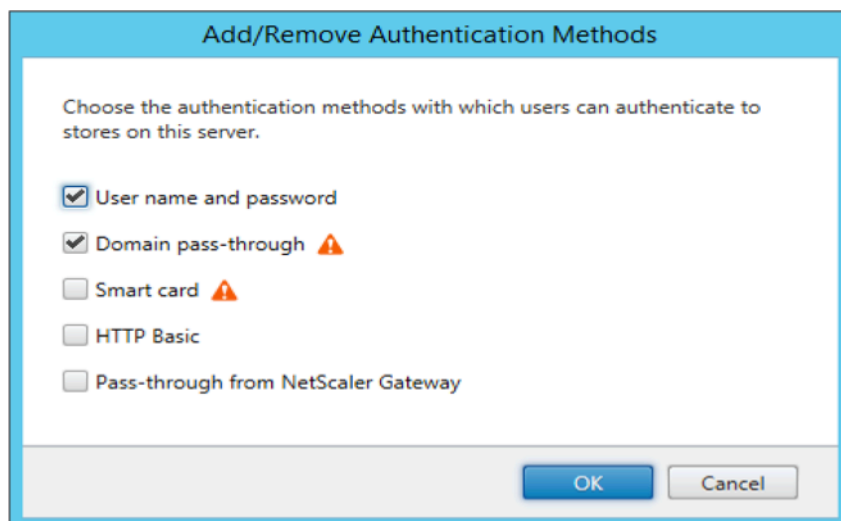 Add/Remove Authentication Methods
Choose the authentication methods with which users can authenticate to
stores on this server.
User name and password
Domain pass-through
Smart card
HTTP Basic
Pass-through from NetScaler Gateway
OK
Cancel